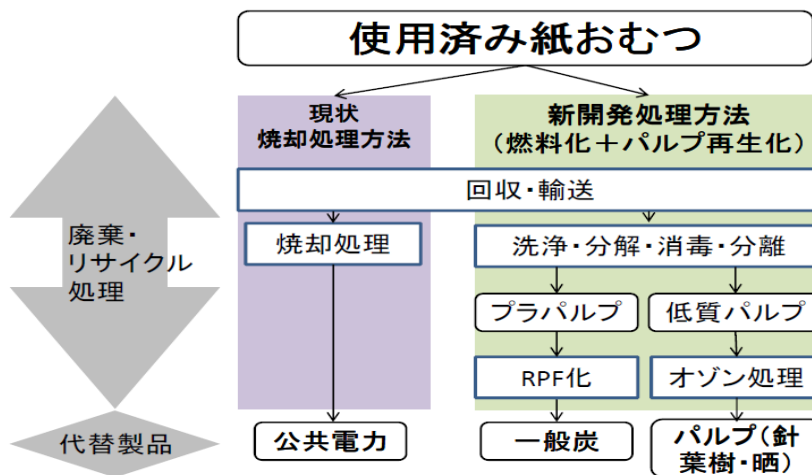 使用済み紙おむつ
現状
焼却処理方法
新開発処理方法
（燃料化＋パルプ再生化）
回収・輸送
廃棄・
リサイクル
処理
焼却処理
洗浄・分解・消毒・分離
プラパルプ
低質パルプ
RPF化
オゾン処理
代替製品
公共電力
一般炭
パルプ（針
葉樹・晒）